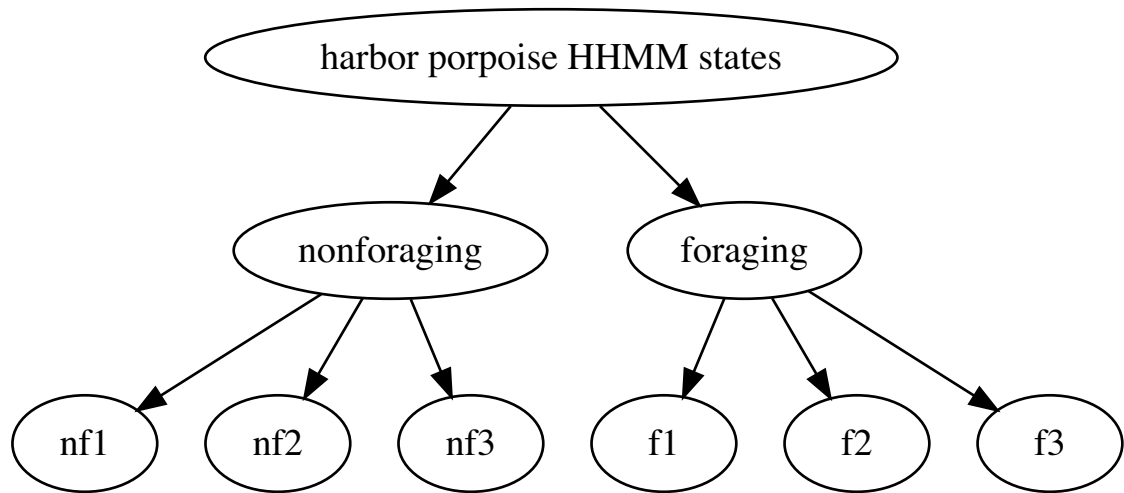 harbor porpoise HHMM states
nonforaging
foraging
nf1
nf2
nf3
f1
f2
f3